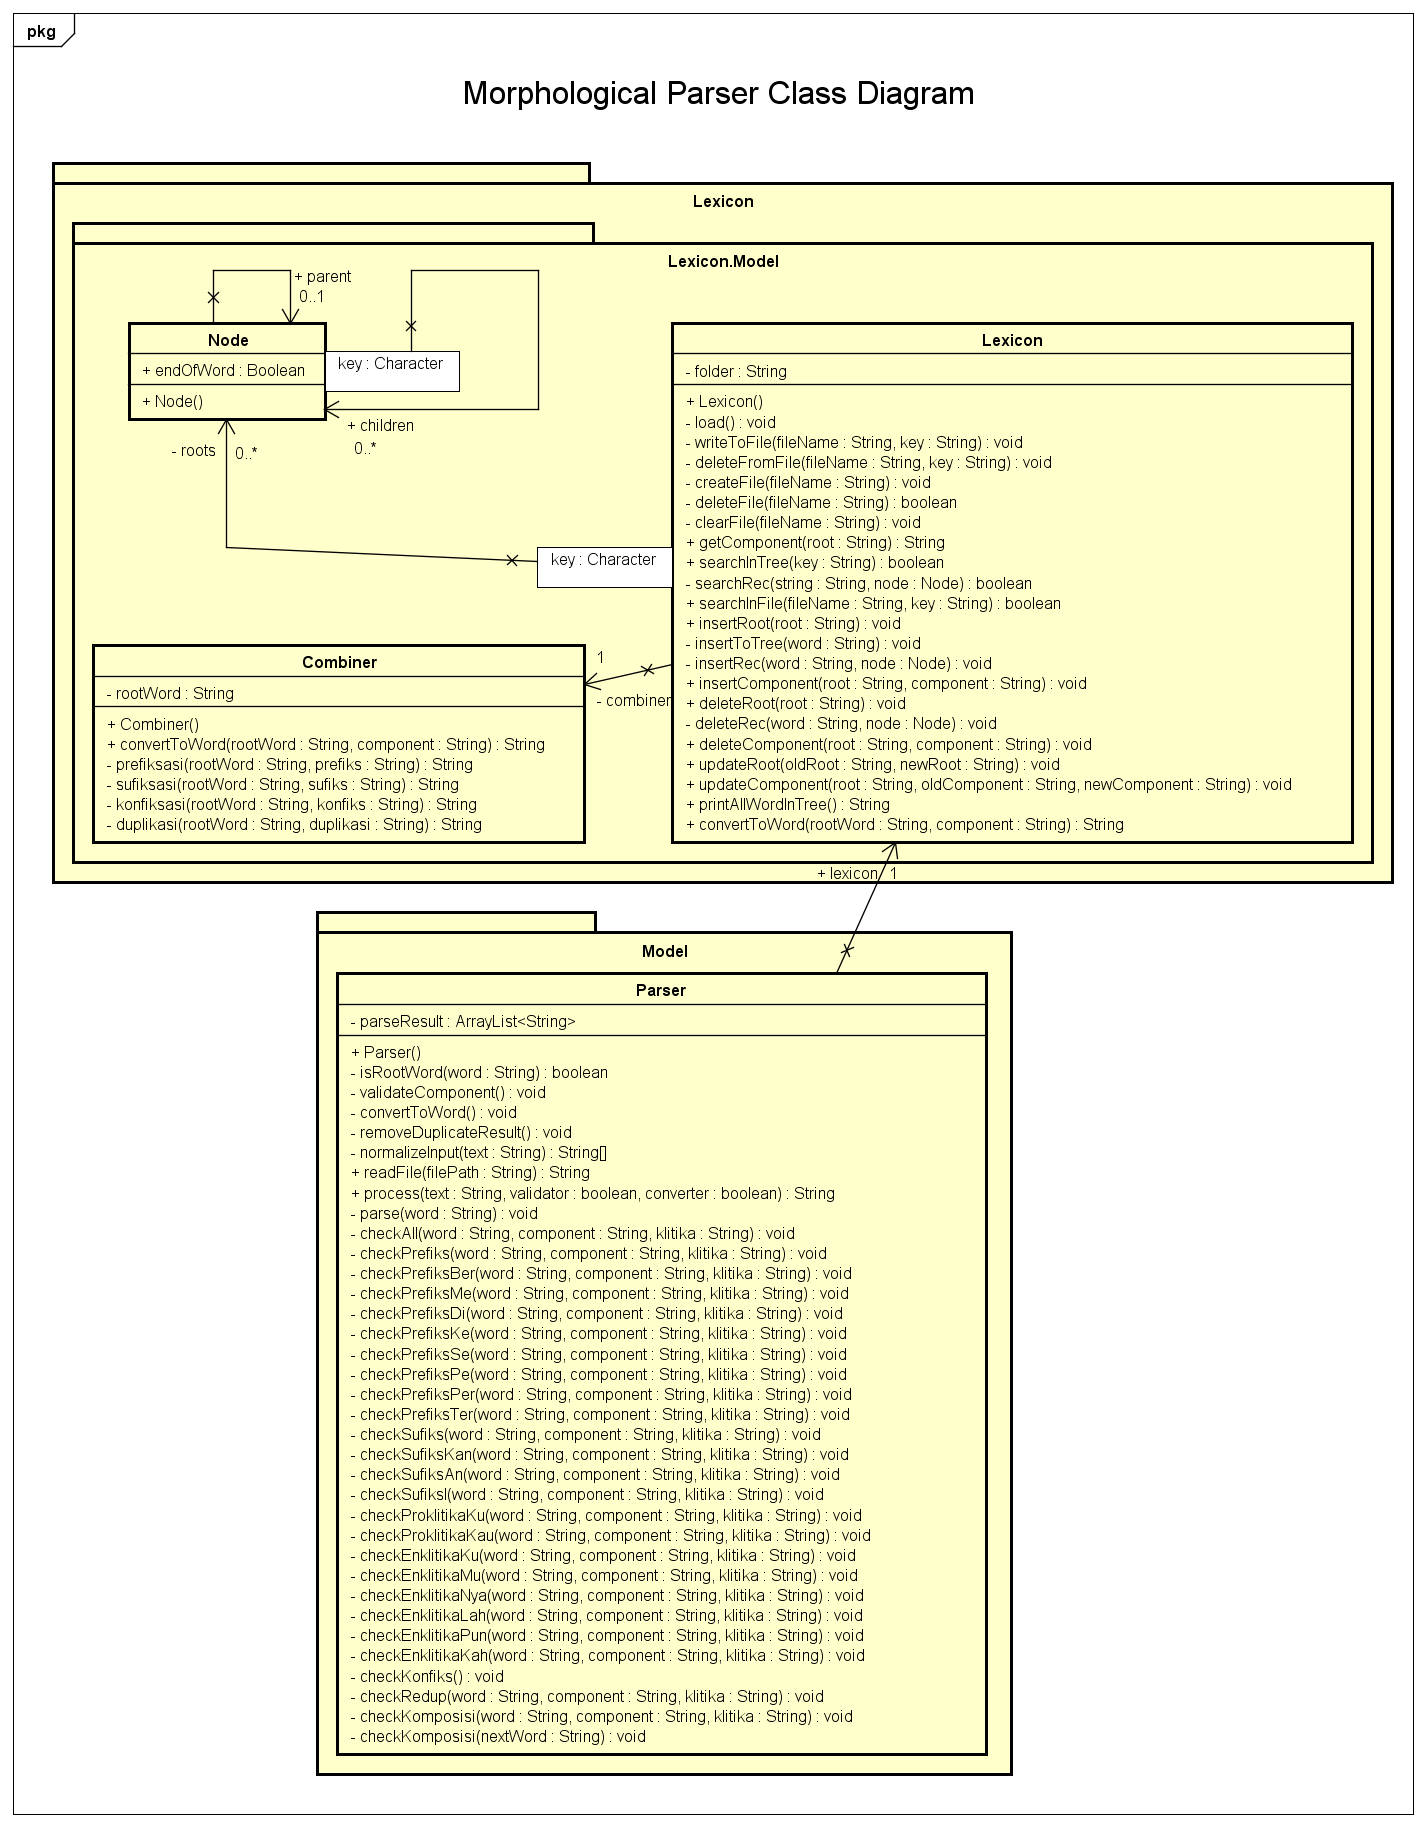 pkg
Morphological Parser Class Diagram
Lexicon
Lexicon.Model
+ parent
0..1
Node
+ endOfWord : Boolean
+ Node()
key : Character
+ children
0..*
- roots
0..*
key : Character
Lexicon
- folder : String
+ Lexicon()
- load() : void
- writeToFile(fileName : String, key : String) : void
- deleteFromFile(fileName : String, key : String) : void
- createFile(fileName : String) : void
- deleteFile(fileName : String) : boolean
- clearFile(fileName : String) : void
+ getComponent(root : String) : String
+ searchInTree(key : String) : boolean
- searchRec(string : String, node : Node) : boolean
+ searchInFile(fileName : String, key : String) : boolean
+ insertRoot(root : String) : void
- insertToTree(word : String) : void
- insertRec(word : String, node : Node) : void
+ insertComponent(root : String, component : String) : void
+ deleteRoot(root : String) : void
- deleteRec(word : String, node : Node) : void
+ deleteComponent(root : String, component : String) : void
+ updateRoot(oldRoot : String, newRoot : String) : void
+ updateComponent(root : String, oldComponent : String, newComponent : String) : void
+ printAllWordInTree() : String
+ convertToWord(rootWord : String, component : String) : String
Combiner
- rootWord : String
+ Combiner()
+ convertToWord(rootWord : String, component : String) : String
- prefiksasi(rootWord : String, prefiks : String) : String
- sufiksasi(rootWord : String, sufiks : String) : String
- konfiksasi(rootWord : String, konfiks : String) : String
- duplikasi(rootWord : String, duplikasi : String) : String
1
- combiner
+ lexicon 1
Model
Parser
- parseResult : ArrayList<String>
+ Parser()
- isRootWord(word : String) : boolean
- validateComponent() : void
- convertToWord() : void
- removeDuplicateResult() : void
- normalizeInput(text : String) : String[]
+ readFile(filePath : String) : String
+ process(text : String, validator : boolean, converter : boolean) : String
- parse(word : String) : void
- checkAll(word : String, component : String, klitika : String) : void
- checkPrefiks(word : String, component : String, klitika : String) : void
- checkPrefiksBer(word : String, component : String, klitika : String) : void
- checkPrefiksMe(word : String, component : String, klitika : String) : void
- checkPrefiksDi(word : String, component : String, klitika : String) : void
- checkPrefiksKe(word : String, component : String, klitika : String) : void
- checkPrefiksSe(word : String, component : String, klitika : String) : void
- checkPrefiksPe(word : String, component : String, klitika : String) : void
- checkPrefiksPer(word : String, component : String, klitika : String) : void
- checkPrefiksTer(word : String, component : String, klitika : String) : void
- checkSufiks(word : String, component : String, klitika : String) : void
- checkSufiksKan(word : String, component : String, klitika : String) : void
- checkSufiksAn(word : String, component : String, klitika : String) : void
- checkSufiksI(word : String, component : String, klitika : String) : void
- checkProklitikaKu(word : String, component : String, klitika : String) : void
- checkProklitikaKau(word : String, component : String, klitika : String) : void
- checkEnklitikaKu(word : String, component : String, klitika : String) : void
- checkEnklitikaMu(word : String, component : String, klitika : String) : void
- checkEnklitikaNya(word : String, component : String, klitika : String) : void
- checkEnklitikaLah(word : String, component : String, klitika : String) : void
- checkEnklitikaPun(word : String, component : String, klitika : String) : void
- checkEnklitikaKah(word : String, component : String, klitika : String) : void
- checkKonfiks() : void
- checkRedup(word : String, component : String, klitika : String) : void
- checkKomposisi(word : String, component : String, klitika : String) : void
- checkKomposisi(nextWord : String) : void